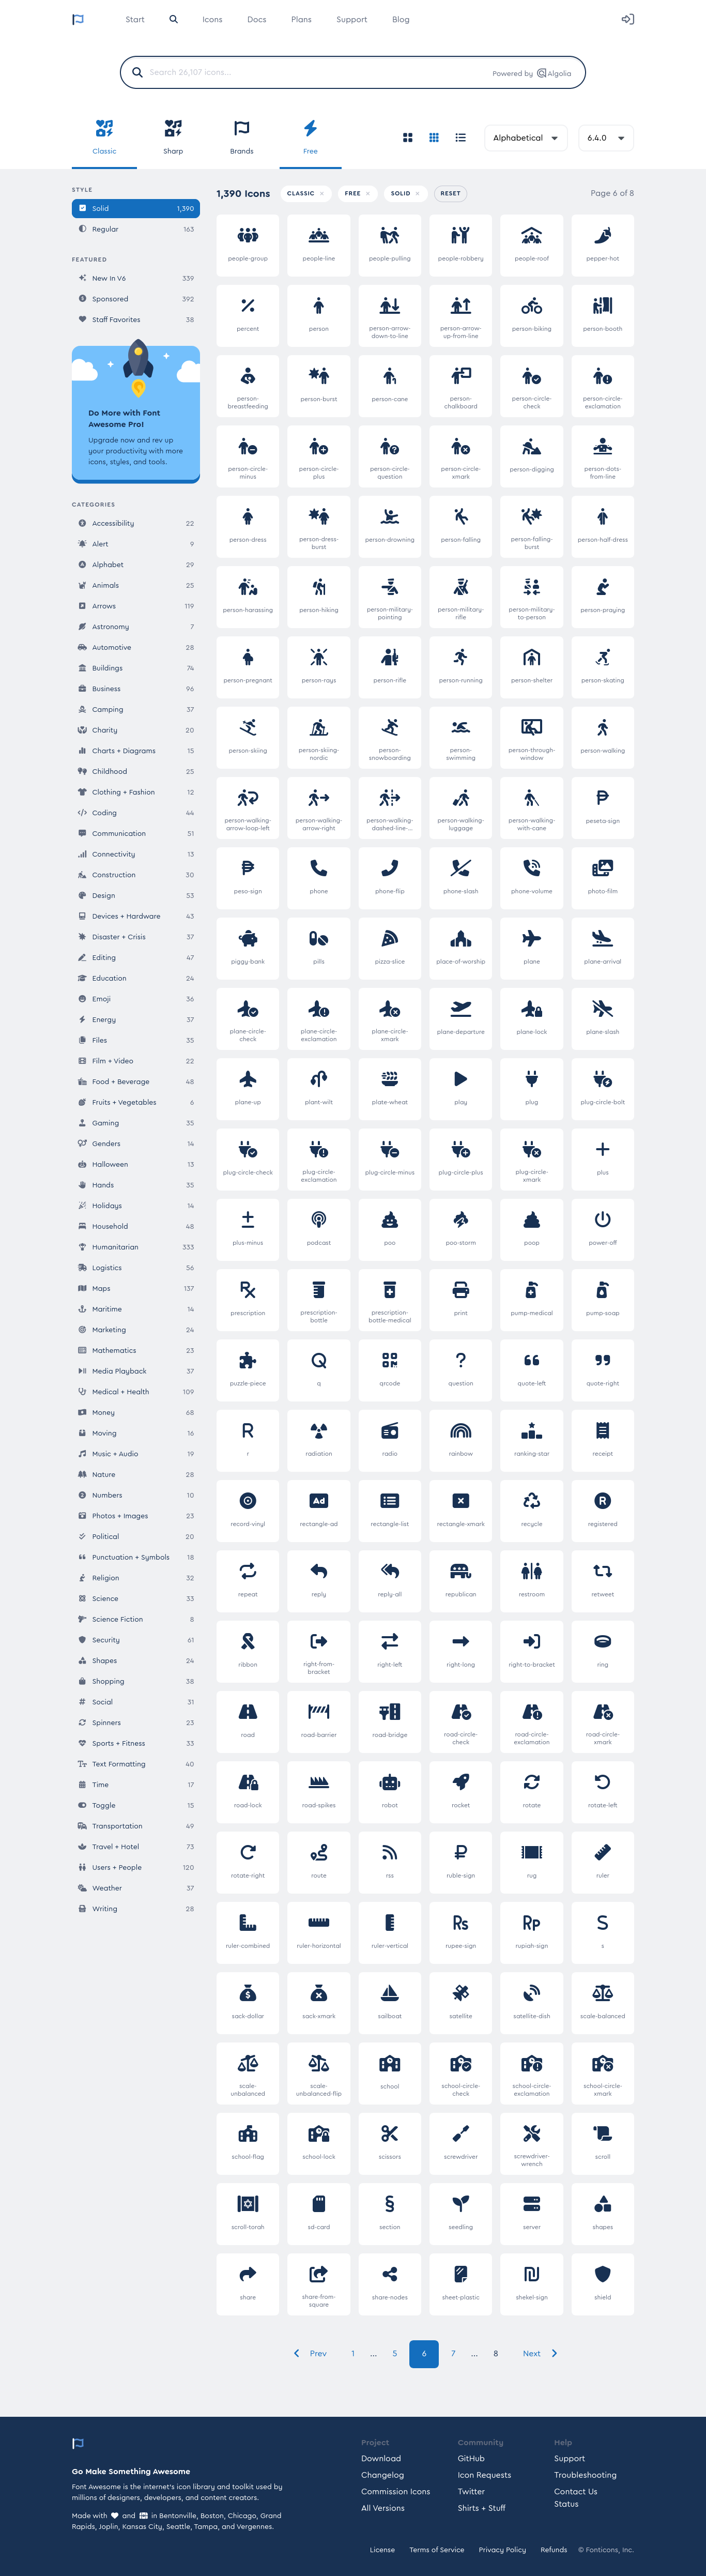 Start
Icons
Docs
Plans
Support
Blog
Search 26,107 icons...
Powered by Algolia
Classic
Sharp
Brands
Free
Alphabetical
6.4.0
STYLE
Solid 1,390
Regular 163
FEATURED
New In V6 339
Sponsored 392
Staff Favorites 38
Do More with Font
Awesome Pro!
Upgrade now and rev up
your productivity with more
icons, styles, and tools.
CATEGORIES
Accessibility 22
Alert 9
Alphabet 29
Animals 25
Arrows 119
Astronomy 7
Automotive 28
Buildings 74
Business 96
Camping 37
Charity 20
Charts + Diagrams 15
Childhood 25
Clothing + Fashion 12
Coding 44
Communication 51
Connectivity 13
Construction 30
Design 53
Devices + Hardware 43
Disaster + Crisis 37
Editing 47
Education 24
Emoji 36
Energy 37
Files 35
Film + Video 22
Food + Beverage 48
Fruits + Vegetables 6
Gaming 35
Genders 14
Halloween 13
Hands 35
Holidays 14
Household 48
Humanitarian 333
Logistics 56
Maps 137
Maritime 14
Marketing 24
Mathematics 23
Media Playback 37
Medical + Health 109
Money 68
Moving 16
Music + Audio 19
Nature 28
Numbers 10
Photos + Images 23
Political 20
Punctuation + Symbols 18
Religion 32
Science 33
Science Fiction 8
Security 61
Shapes 24
Shopping 38
Social 31
Spinners 23
Sports + Fitness 33
Text Formatting 40
Time 17
Toggle 15
Transportation 49
Travel + Hotel 73
Users + People 120
Weather 37
Writing 28
1,390 Icons
CLASSIC ×
FREE ×
SOLID ×
RESET
Page 6 of 8
people-group
people-line
people-pulling
people-robbery
people-roof
pepper-hot
percent
person
person-arrow-
down-to-line
person-arrow-
up-from-line
person-biking
person-booth
person-
breastfeeding
person-burst
person-cane
person-
chalkboard
person-circle-
check
person-circle-
exclamation
person-circle-
minus
person-circle-
plus
person-circle-
question
person-circle-
xmark
person-digging
person-dots-
from-line
person-dress
person-dress-
burst
person-drowning
person-falling
person-falling-
burst
person-half-dress
person-harassing
person-hiking
person-military-
pointing
person-military-
rifle
person-military-
to-person
person-praying
person-pregnant
person-rays
person-rifle
person-running
person-shelter
person-skating
person-skiing
person-skiing-
nordic
person-
snowboarding
person-
swimming
person-through-
window
person-walking
person-walking-
arrow-loop-left
person-walking-
arrow-right
person-walking-
dashed-line-...
person-walking-
luggage
person-walking-
with-cane
peseta-sign
peso-sign
phone
phone-flip
phone-slash
phone-volume
photo-film
piggy-bank
pills
pizza-slice
place-of-worship
plane
plane-arrival
plane-circle-
check
plane-circle-
exclamation
plane-circle-
xmark
plane-departure
plane-lock
plane-slash
plane-up
plant-wilt
plate-wheat
play
plug
plug-circle-bolt
plug-circle-check
plug-circle-
exclamation
plug-circle-minus
plug-circle-plus
plug-circle-
xmark
plus
plus-minus
podcast
poo
poo-storm
poop
power-off
prescription
prescription-
bottle
prescription-
bottle-medical
print
pump-medical
pump-soap
puzzle-piece
q
qrcode
question
quote-left
quote-right
r
radiation
radio
rainbow
ranking-star
receipt
record-vinyl
rectangle-ad
rectangle-list
rectangle-xmark
recycle
registered
repeat
reply
reply-all
republican
restroom
retweet
ribbon
right-from-
bracket
right-left
right-long
right-to-bracket
ring
road
road-barrier
road-bridge
road-circle-
check
road-circle-
exclamation
road-circle-
xmark
road-lock
road-spikes
robot
rocket
rotate
rotate-left
rotate-right
route
rss
ruble-sign
rug
ruler
ruler-combined
ruler-horizontal
ruler-vertical
rupee-sign
rupiah-sign
s
sack-dollar
sack-xmark
sailboat
satellite
satellite-dish
scale-balanced
scale-
unbalanced
scale-
unbalanced-flip
school
school-circle-
check
school-circle-
exclamation
school-circle-
xmark
school-flag
school-lock
scissors
screwdriver
screwdriver-
wrench
scroll
scroll-torah
sd-card
section
seedling
server
shapes
share
share-from-
square
share-nodes
sheet-plastic
shekel-sign
shield
Prev 1 ... 5 6 7 ... 8 Next
Go Make Something Awesome
Font Awesome is the internet's icon library and toolkit used by
millions of designers, developers, and content creators.
Made with and in Bentonville, Boston, Chicago, Grand
Rapids, Joplin, Kansas City, Seattle, Tampa, and Vergennes.
Project
Download
Changelog
Commission Icons
All Versions
Community
GitHub
Icon Requests
Twitter
Shirts + Stuff
Help
Support
Troubleshooting
Contact Us
Status
License
Terms of Service
Privacy Policy
Refunds
© Fonticons, Inc.